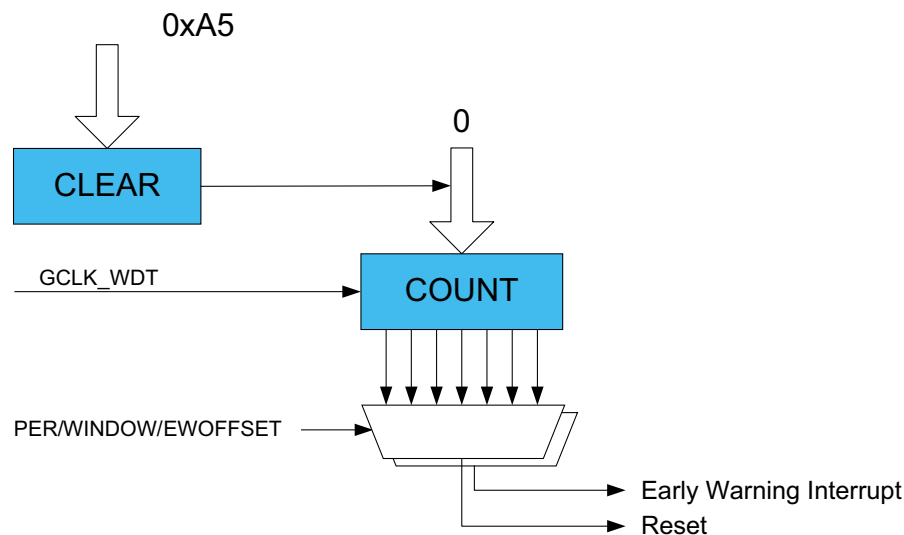 0xA5
0
CLEAR
GCLK_WDT
COUNT
PER/WINDOW/EWOFFSET
Early Warning Interrupt
Reset